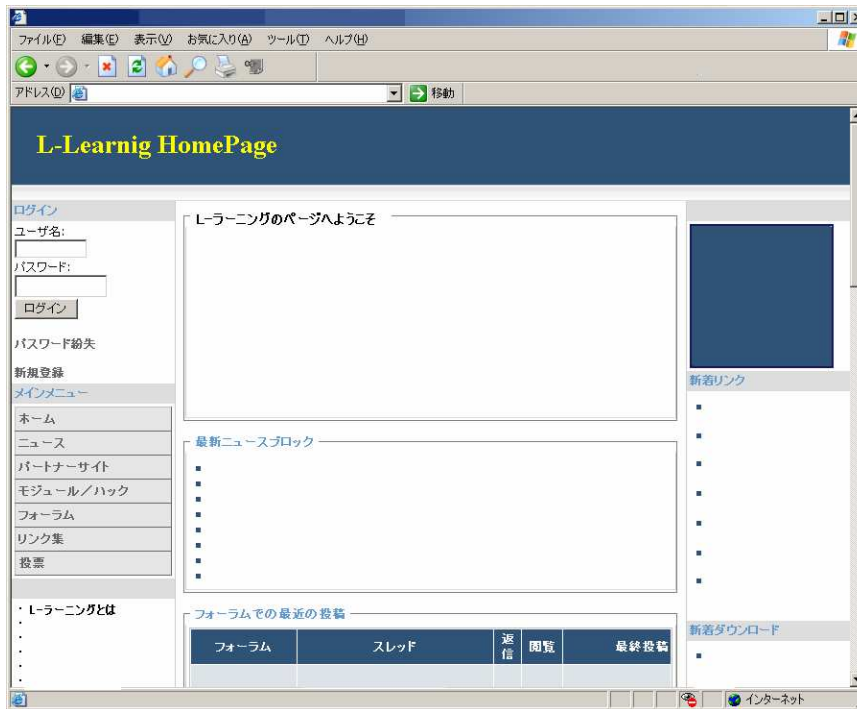 ファイル(F) 編集(E) 表示(V) お気に入り(A) ツール(T) ヘルプ(H)
アドレス(D) 移動
L-Learnig HomePage
ログイン
ユーザ名:
パスワード:
ログイン
パスワード紛失
新規登録
メインメニュー
ホーム
ニュース
パートナーサイト
モジュール/ハック
フォーラム
リンク集
投票
・L-ラーニングとは
L-ラーニングのページへようこそ
最新ニュースブロック
フォーラムでの最近の投稿
フォーラム スレッド 返信 閲覧 最終投稿
新着リンク
新着ダウンロード
インターネット